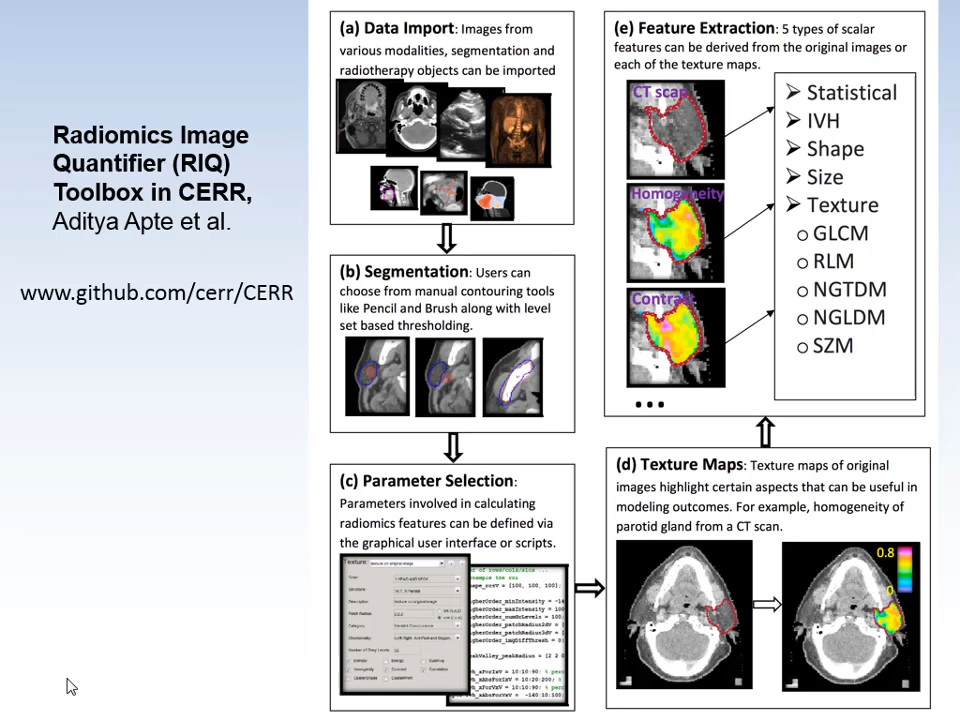 Radiomics Image
Quantifier (RIQ)
Toolbox in CERR,
Aditya Apte et al.
www.github.com/cerr/CERR
(a) Data Import: Images from
various modalities, segmentation and
radiotherapy objects can be imported
(b) Segmentation: Users can
choose from manual contouring tools
like Pencil and Brush along with level
set based thresholding.
(c) Parameter Selection:
Parameters involved in calculating
radiomics features can be defined via
the graphical user interface or scripts.
Texture:
(d) Texture Maps: Texture maps of original
images highlight certain aspects that can be useful in
modeling outcomes. For example, homogeneity of
parotid gland from a CT scan.
0.8
0
(e) Feature Extraction: 5 types of scalar
features can be derived from the original images or
each of the texture maps.
CT scan
Homogeneity
Contrast
...
➢ Statistical
➢ IVH
➢ Shape
➢ Size
➢ Texture
o GLCM
o RLM
o NGTDM
o NGLDM
o SZM